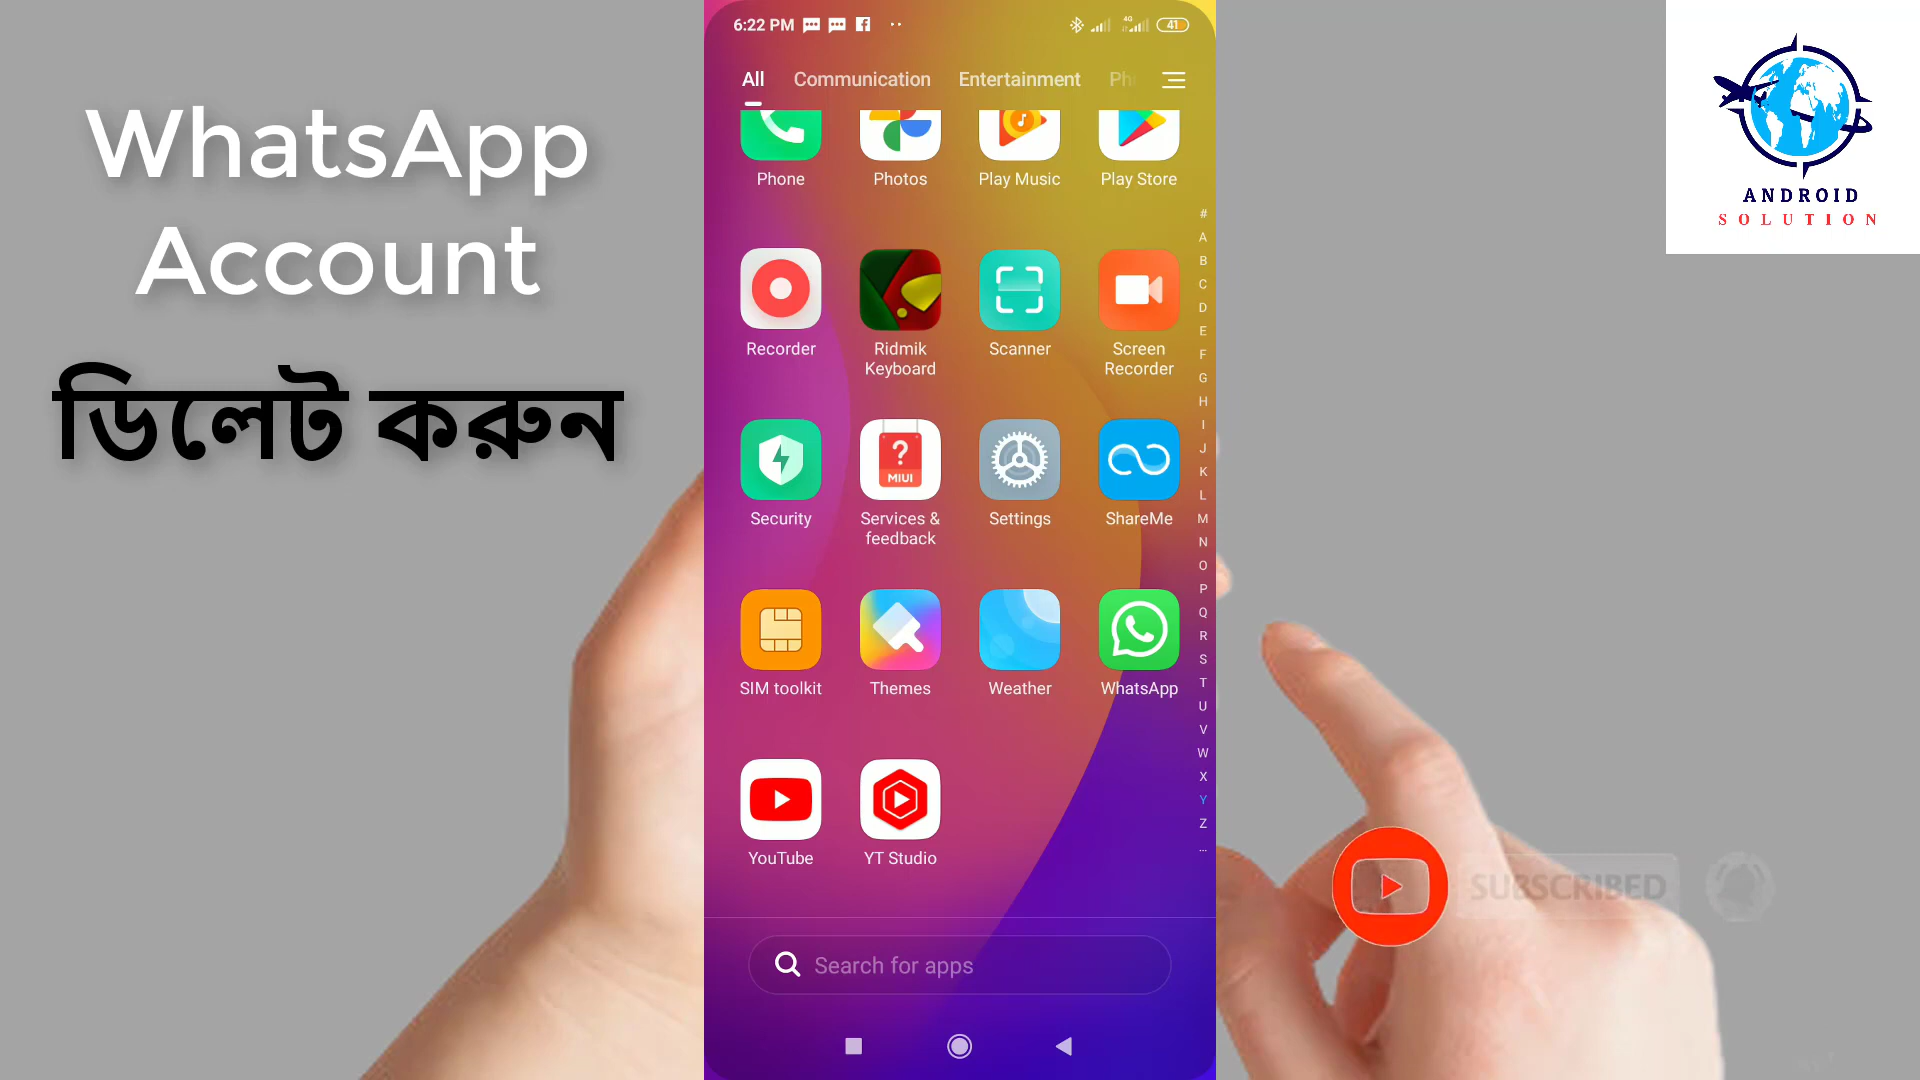 WhatsApp
Account
ডিলেট করুন
6:22 PM
4G
41
All Communication Entertainment
Phone Photos Play Music Play Store
Recorder Ridmik Keyboard Scanner Screen Recorder
?
MIUI
Security Services & feedback Settings ShareMe
SIM toolkit Themes Weather WhatsApp
YouTube YT Studio
#
A
B
C
D
E
F
G
H
I
J
K
L
M
N
O
P
Q
R
S
T
U
V
W
X
Y
Z
...
Search for apps
ANDROID
SOLUTION
SUBSCRIBED